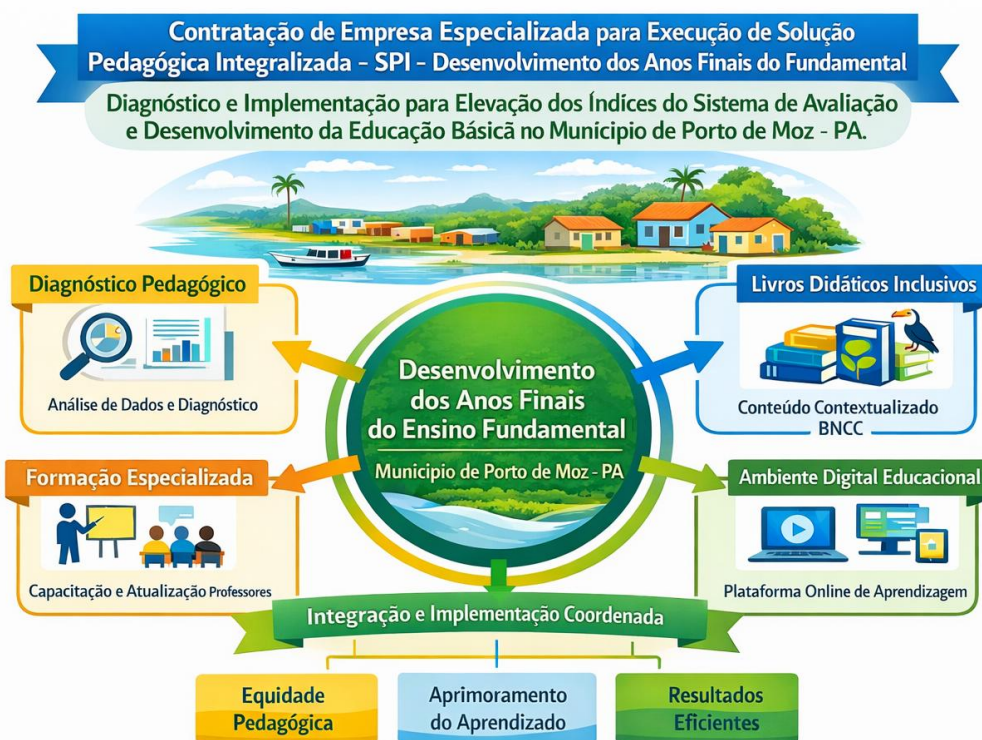 Contratação de Empresa Especializada para Execução de Solução
Pedagógica Integralizada - SPI - Desenvolvimento dos Anos Finais do Fundamental
Diagnóstico e Implementação para Elevação dos Índices do Sistema de Avaliação
e Desenvolvimento da Educação Básicã no Munícipio de Porto de Moz - PA.
Diagnóstico Pedagógico
Análise de Dados e Diagnóstico
Livros Didáticos Inclusivos
Conteúdo Contextualizado
BNCC
Desenvolvimento
dos Anos Finais
do Ensino Fundamental
Municipio de Porto de Moz - PA
Formação Especializada
Capacitação e Atualização Professores
Ambiente Digital Educacional
Plataforma Online de Aprendizagem
Integração e Implementação Coordenada
Equidade
Pedagógica
Aprimoramento
do Aprendizado
Resultados
Eficientes